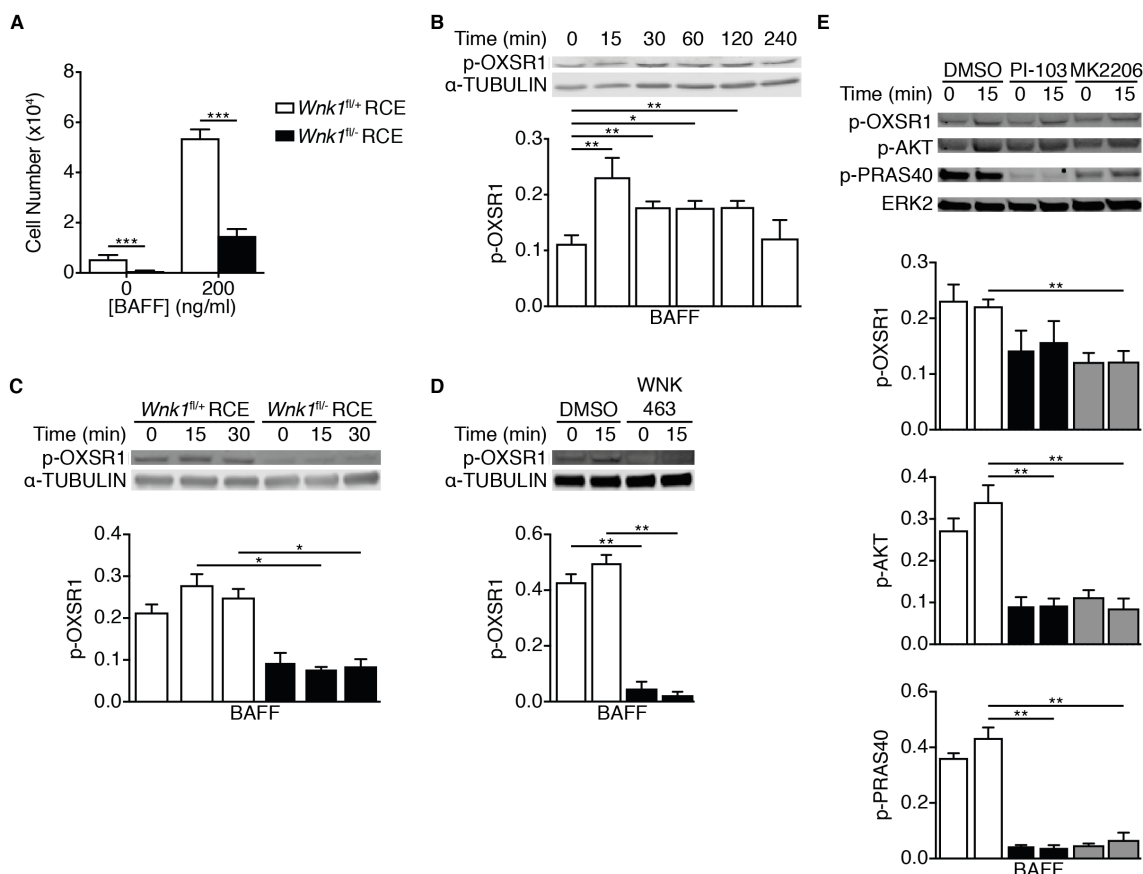 A
8
6
4
2
0
Cell Number (x10⁴)
***
***
0
200
[BAFF] (ng/ml)
Wnk1fl/+ RCE
Wnk1fl/- RCE
B
Time (min) 0 15 30 60 120 240
p-OXSR1
α-TUBULIN
**
*
**
**
0.3
0.2
0.1
0.0
p-OXSR1
BAFF
C
Wnk1fl/+ RCE Wnk1fl/- RCE
Time (min) 0 15 30 0 15 30
p-OXSR1
α-TUBULIN
0.4
0.3
0.2
0.1
0.0
p-OXSR1
*
*
BAFF
D
WNK
DMSO 463
Time (min) 0 15 0 15
p-OXSR1
α-TUBULIN
0.6
0.4
0.2
0.0
p-OXSR1
**
**
BAFF
E
DMSO PI-103 MK2206
Time (min) 0 15 0 15 0 15
p-OXSR1
p-AKT
p-PRAS40
ERK2
0.3
0.2
0.1
0.0
p-OXSR1
**
0.4
0.3
0.2
0.1
0.0
p-AKT
**
**
0.6
0.4
0.2
0.0
p-PRAS40
**
**
BAFF